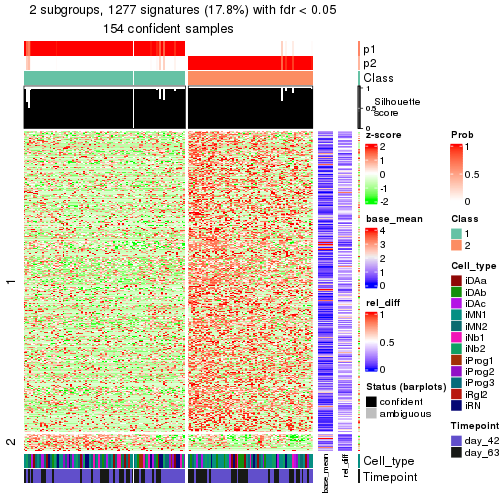 2 subgroups, 1277 signatures (17.8%) with fdr < 0.05
154 confident samples
p1
p2
Class
1
0.5
0
Silhouette
score
1
2
z-score
2
1
0
-1
-2
base_mean
4
3
2
1
0
rel_diff
1
0.5
0
Status (barplots)
confident
ambiguous
Prob
1
0.5
0
Class
1
2
Cell_type
iDAa
iDAb
iDAc
iMN1
iMN2
iNb1
iNb2
iProg1
iProg2
iProg3
iRgl2
iRN
Timepoint
day_42
day_63
Cell_type
Timepoint
base_mean
rel_diff